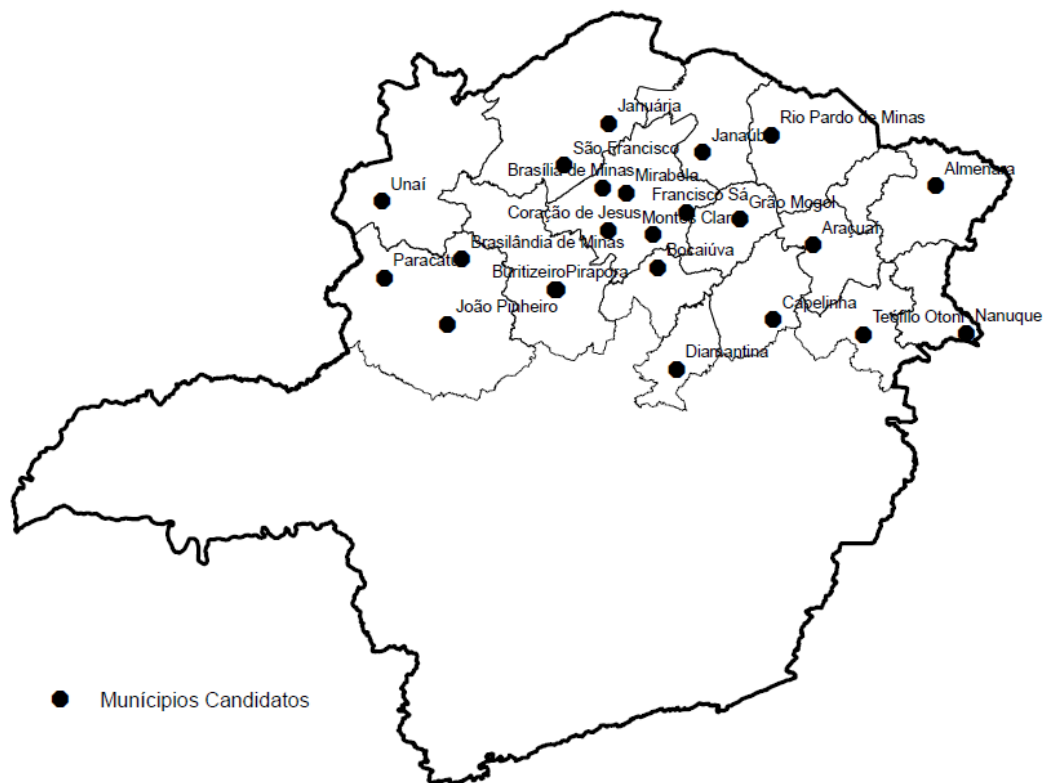 Januária
Rio Pardo de Minas
Janaúb
São Francisco
Brasília de Minas
Mirabela
Almenara
Unaí
Francisco Sá
Grão Mogol
Coração de Jesus
Montes Clar
Araçuaí
Brasilândia de Minas
Bocaiúva
Paracatu
Buritizeiro
Pirapora
João Pinheiro
Capelinha
Teófilo Otoni
Nanuque
Diamantina
Munícipios Candidatos